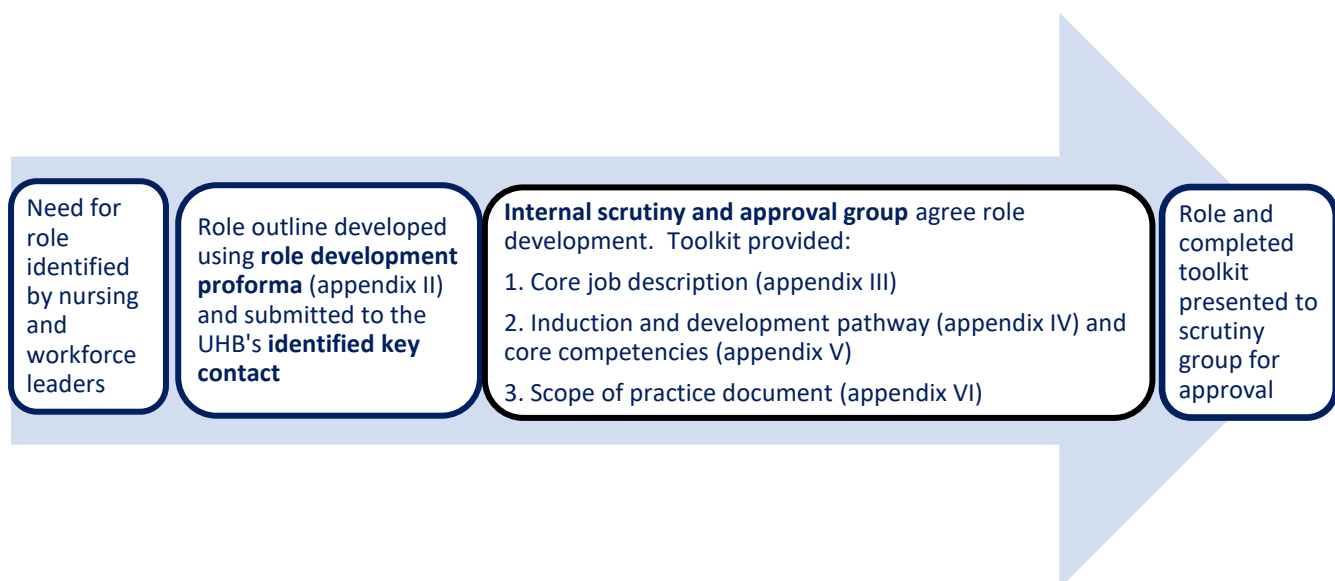 Need for
role
identified
by nursing
and
workforce
leaders
Role outline developed
using role development
proforma (appendix II)
and submitted to the
UHB's identified key
contact
Internal scrutiny and approval group agree role
development.  Toolkit provided:
1. Core job description (appendix III)
2. Induction and development pathway (appendix IV) and
core competencies (appendix V)
3. Scope of practice document (appendix VI)
Role and
completed
toolkit
presented to
scrutiny
group for
approval